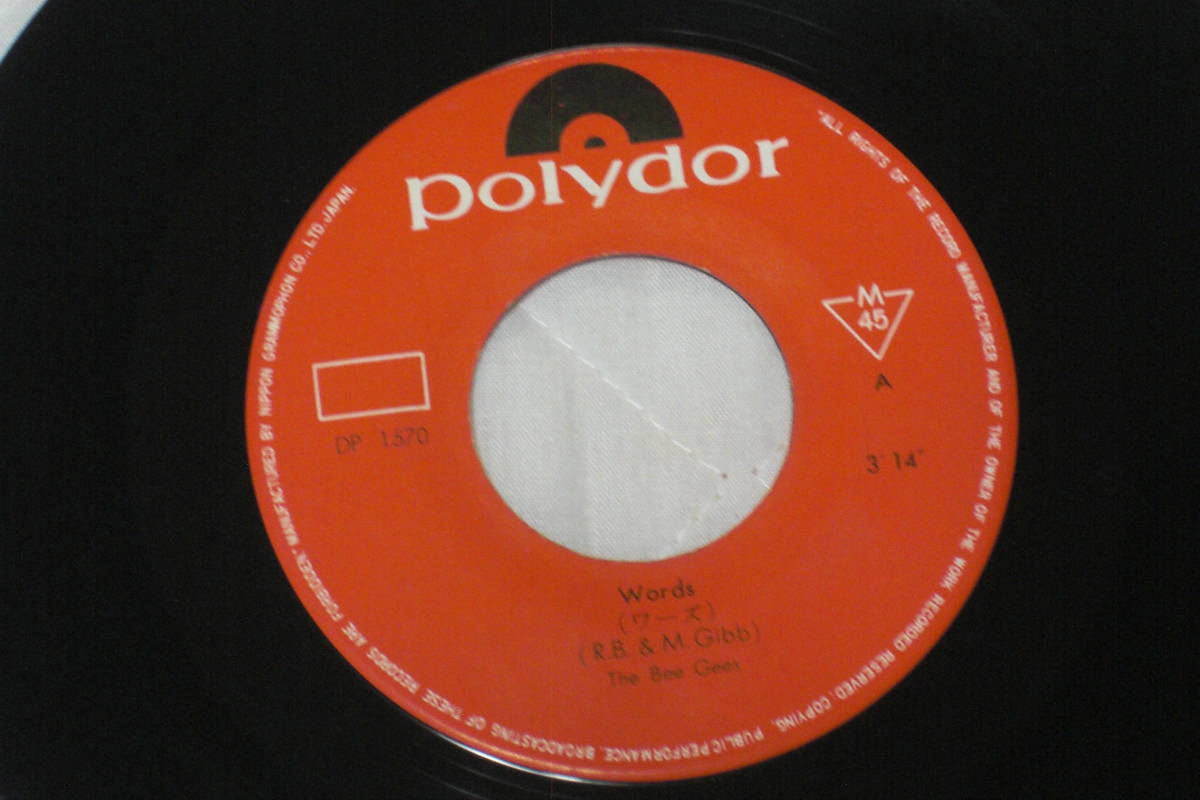 polydor
M
45
A
3' 14"
DP 1570
Words
(ワーズ)
(R.B. & M. Gibb)
The Bee Gees
"ALL RIGHTS OF THE RECORD MANUFACTURER AND OF THE OWNER OF THE WORK RECORDED RESERVED. COPYING, PUBLIC PERFORMANCE, BROADCASTING OF THESE RECORDS ARE FORBIDDEN." MANUFACTURED BY NIPPON GRAMMOPHON CO., LTD. JAPAN.